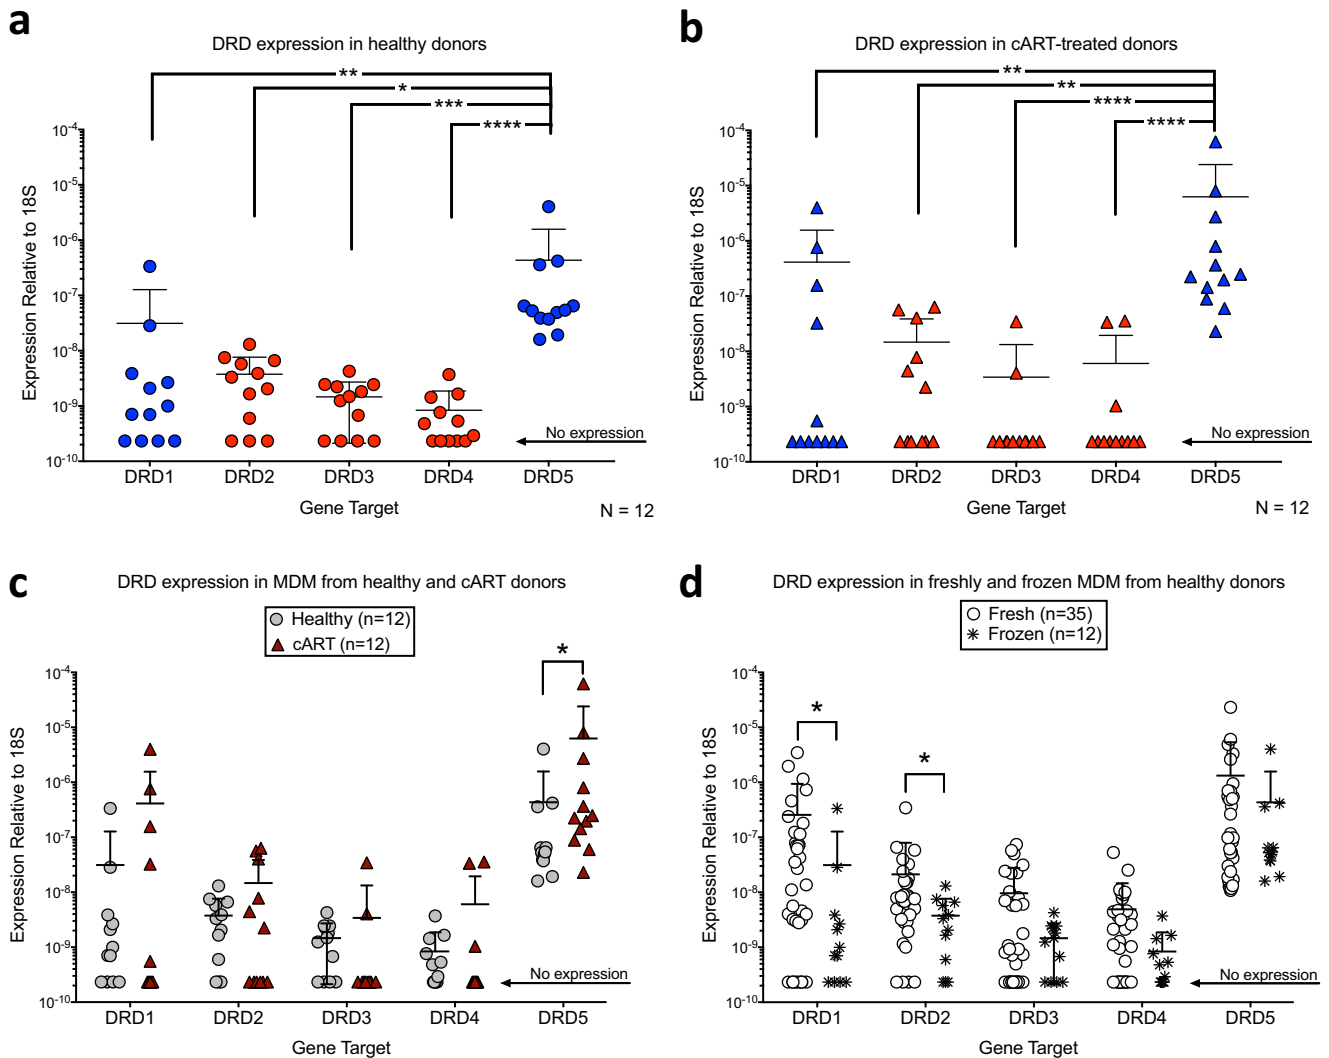 a
DRD expression in healthy donors
**
*
***
****
Expression Relative to 18S
10-4
10-5
10-6
10-7
10-8
10-9
10-10
No expression
DRD1 DRD2 DRD3 DRD4 DRD5
Gene Target
N = 12
b
DRD expression in cART-treated donors
**
**
****
****
Expression Relative to 18S
10-4
10-5
10-6
10-7
10-8
10-9
10-10
No expression
DRD1 DRD2 DRD3 DRD4 DRD5
Gene Target
N = 12
c
DRD expression in MDM from healthy and cART donors
Healthy (n=12)
cART (n=12)
*
Expression Relative to 18S
10-4
10-5
10-6
10-7
10-8
10-9
10-10
No expression
DRD1 DRD2 DRD3 DRD4 DRD5
Gene Target
d
DRD expression in freshly and frozen MDM from healthy donors
Fresh (n=35)
Frozen (n=12)
*
*
Expression Relative to 18S
10-4
10-5
10-6
10-7
10-8
10-9
10-10
No expression
DRD1 DRD2 DRD3 DRD4 DRD5
Gene Target